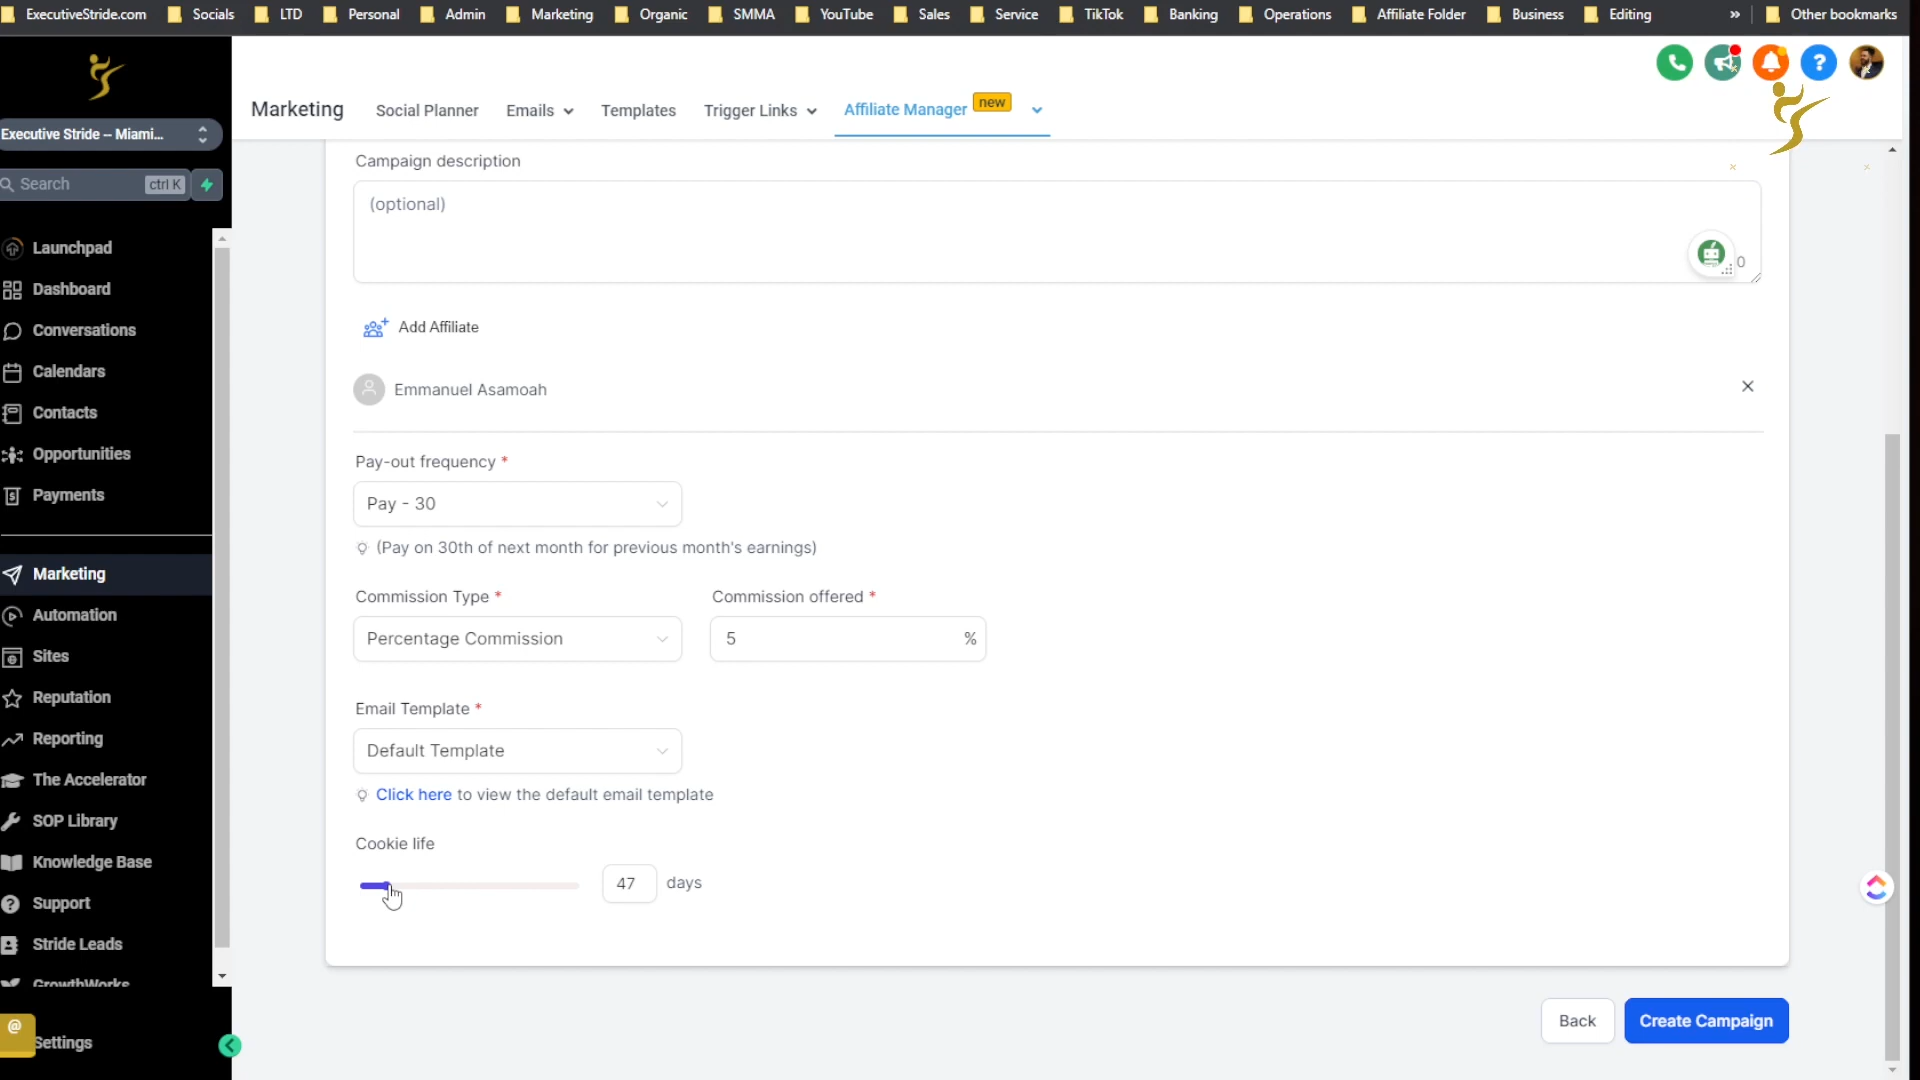 ExecutiveStride.com Socials LTD Personal Admin Marketing Organic SMMA YouTube Sales Service TikTok Banking Operations Affiliate Folder Business Editing » Other bookmarks
Executive Stride – Miami...
Search ctrl K
Launchpad
Dashboard
Conversations
Calendars
Contacts
Opportunities
Payments
Marketing
Automation
Sites
Reputation
Reporting
The Accelerator
SOP Library
Knowledge Base
Support
Stride Leads
GrowthWorks
@
Settings
Marketing Social Planner Emails Templates Trigger Links Affiliate Manager new
?
Campaign description
(optional)
0
Add Affiliate
Emmanuel Asamoah
Pay-out frequency *
Pay - 30
(Pay on 30th of next month for previous month's earnings)
Commission Type * Commission offered *
Percentage Commission 5 %
Email Template *
Default Template
Click here to view the default email template
Cookie life
47 days
Back Create Campaign